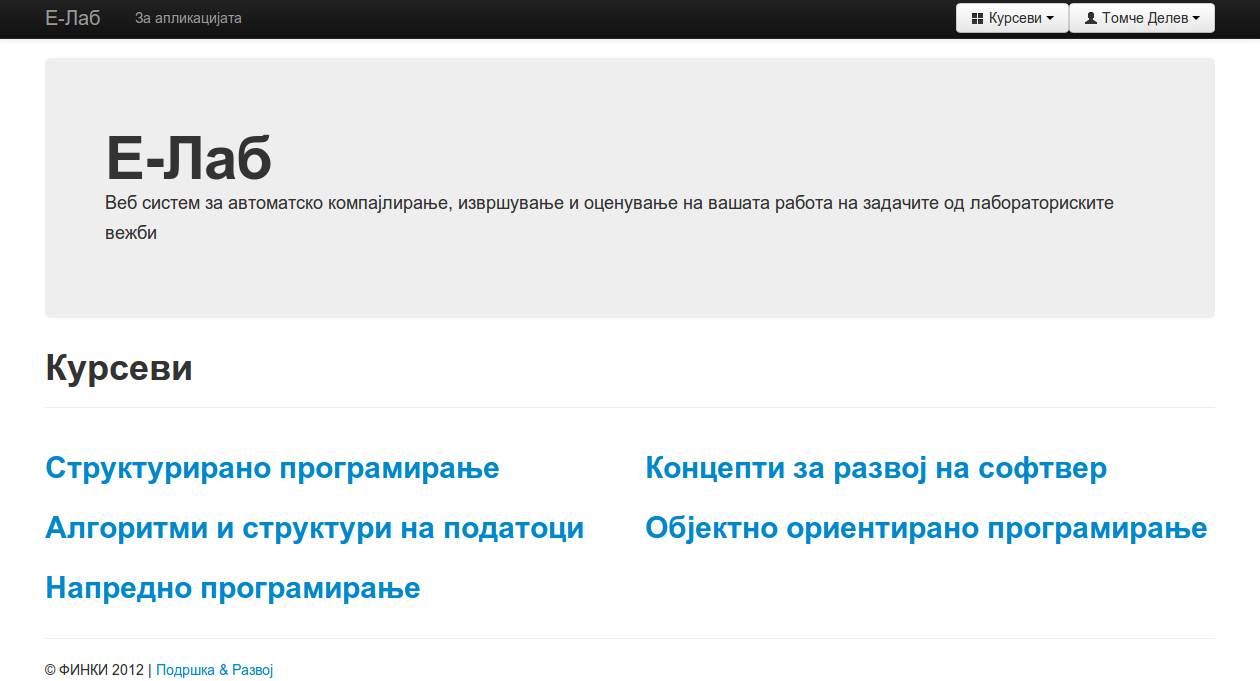 Е-Лаб За апликацијата Курсеви Томче Делев
Е-Лаб
Веб систем за автоматско компајлирање, извршување и оценување на вашата работа на задачите од лабораториските
вежби
Курсеви
Структурирано програмирање Концепти за развој на софтвер
Алгоритми и структури на податоци Објектно ориентирано програмирање
Напредно програмирање
© ФИНКИ 2012 | Подршка & Развој